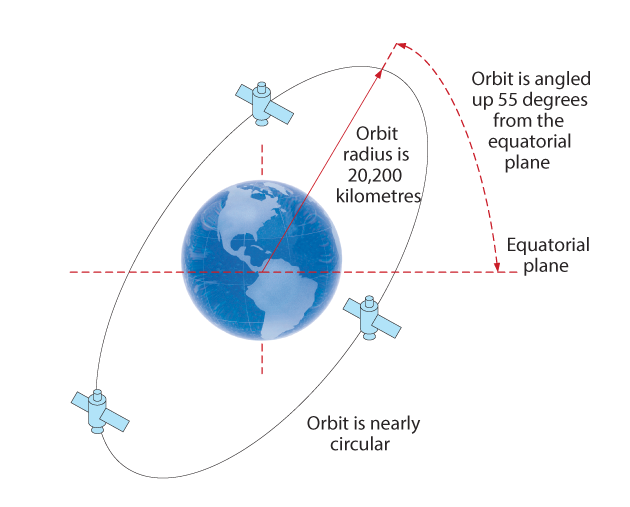 Orbit is angled
up 55 degrees
from the
equatorial
plane
Orbit
radius is
20,200
kilometres
Equatorial
plane
Orbit is nearly
circular